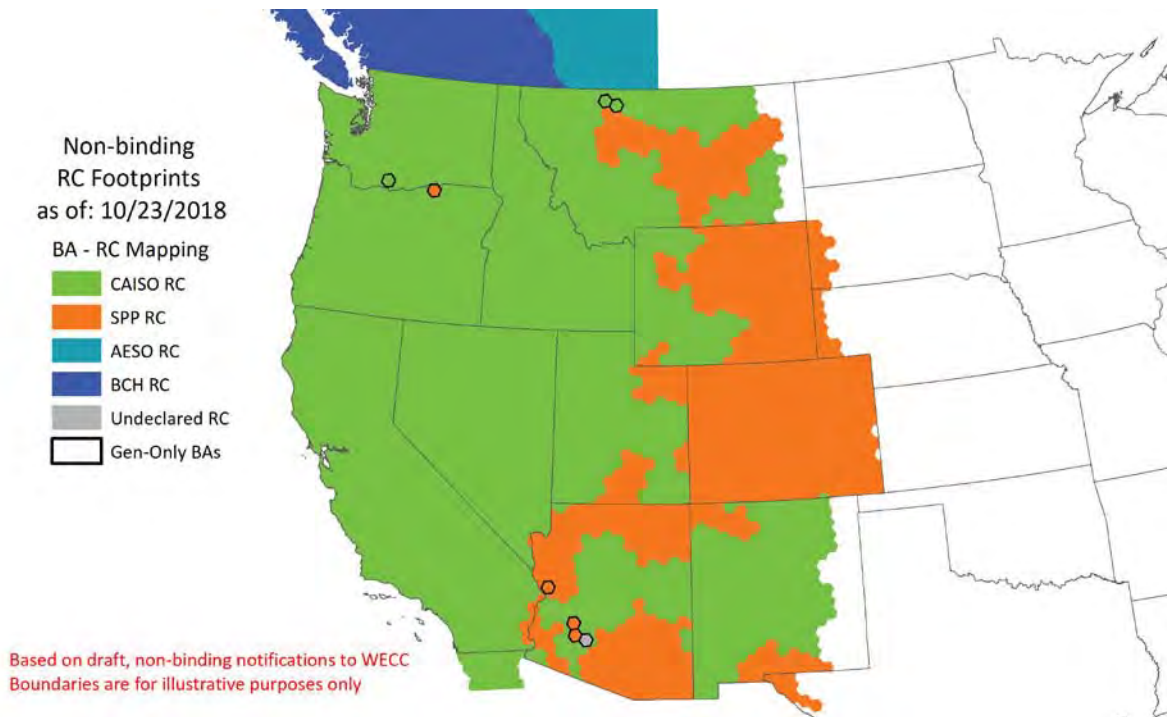 Non-binding
RC Footprints
as of: 10/23/2018
BA - RC Mapping
CAISO RC
SPP RC
AESO RC
BCH RC
Undeclared RC
Gen-Only BAs
Based on draft, non-binding notifications to WECC
Boundaries are for illustrative purposes only